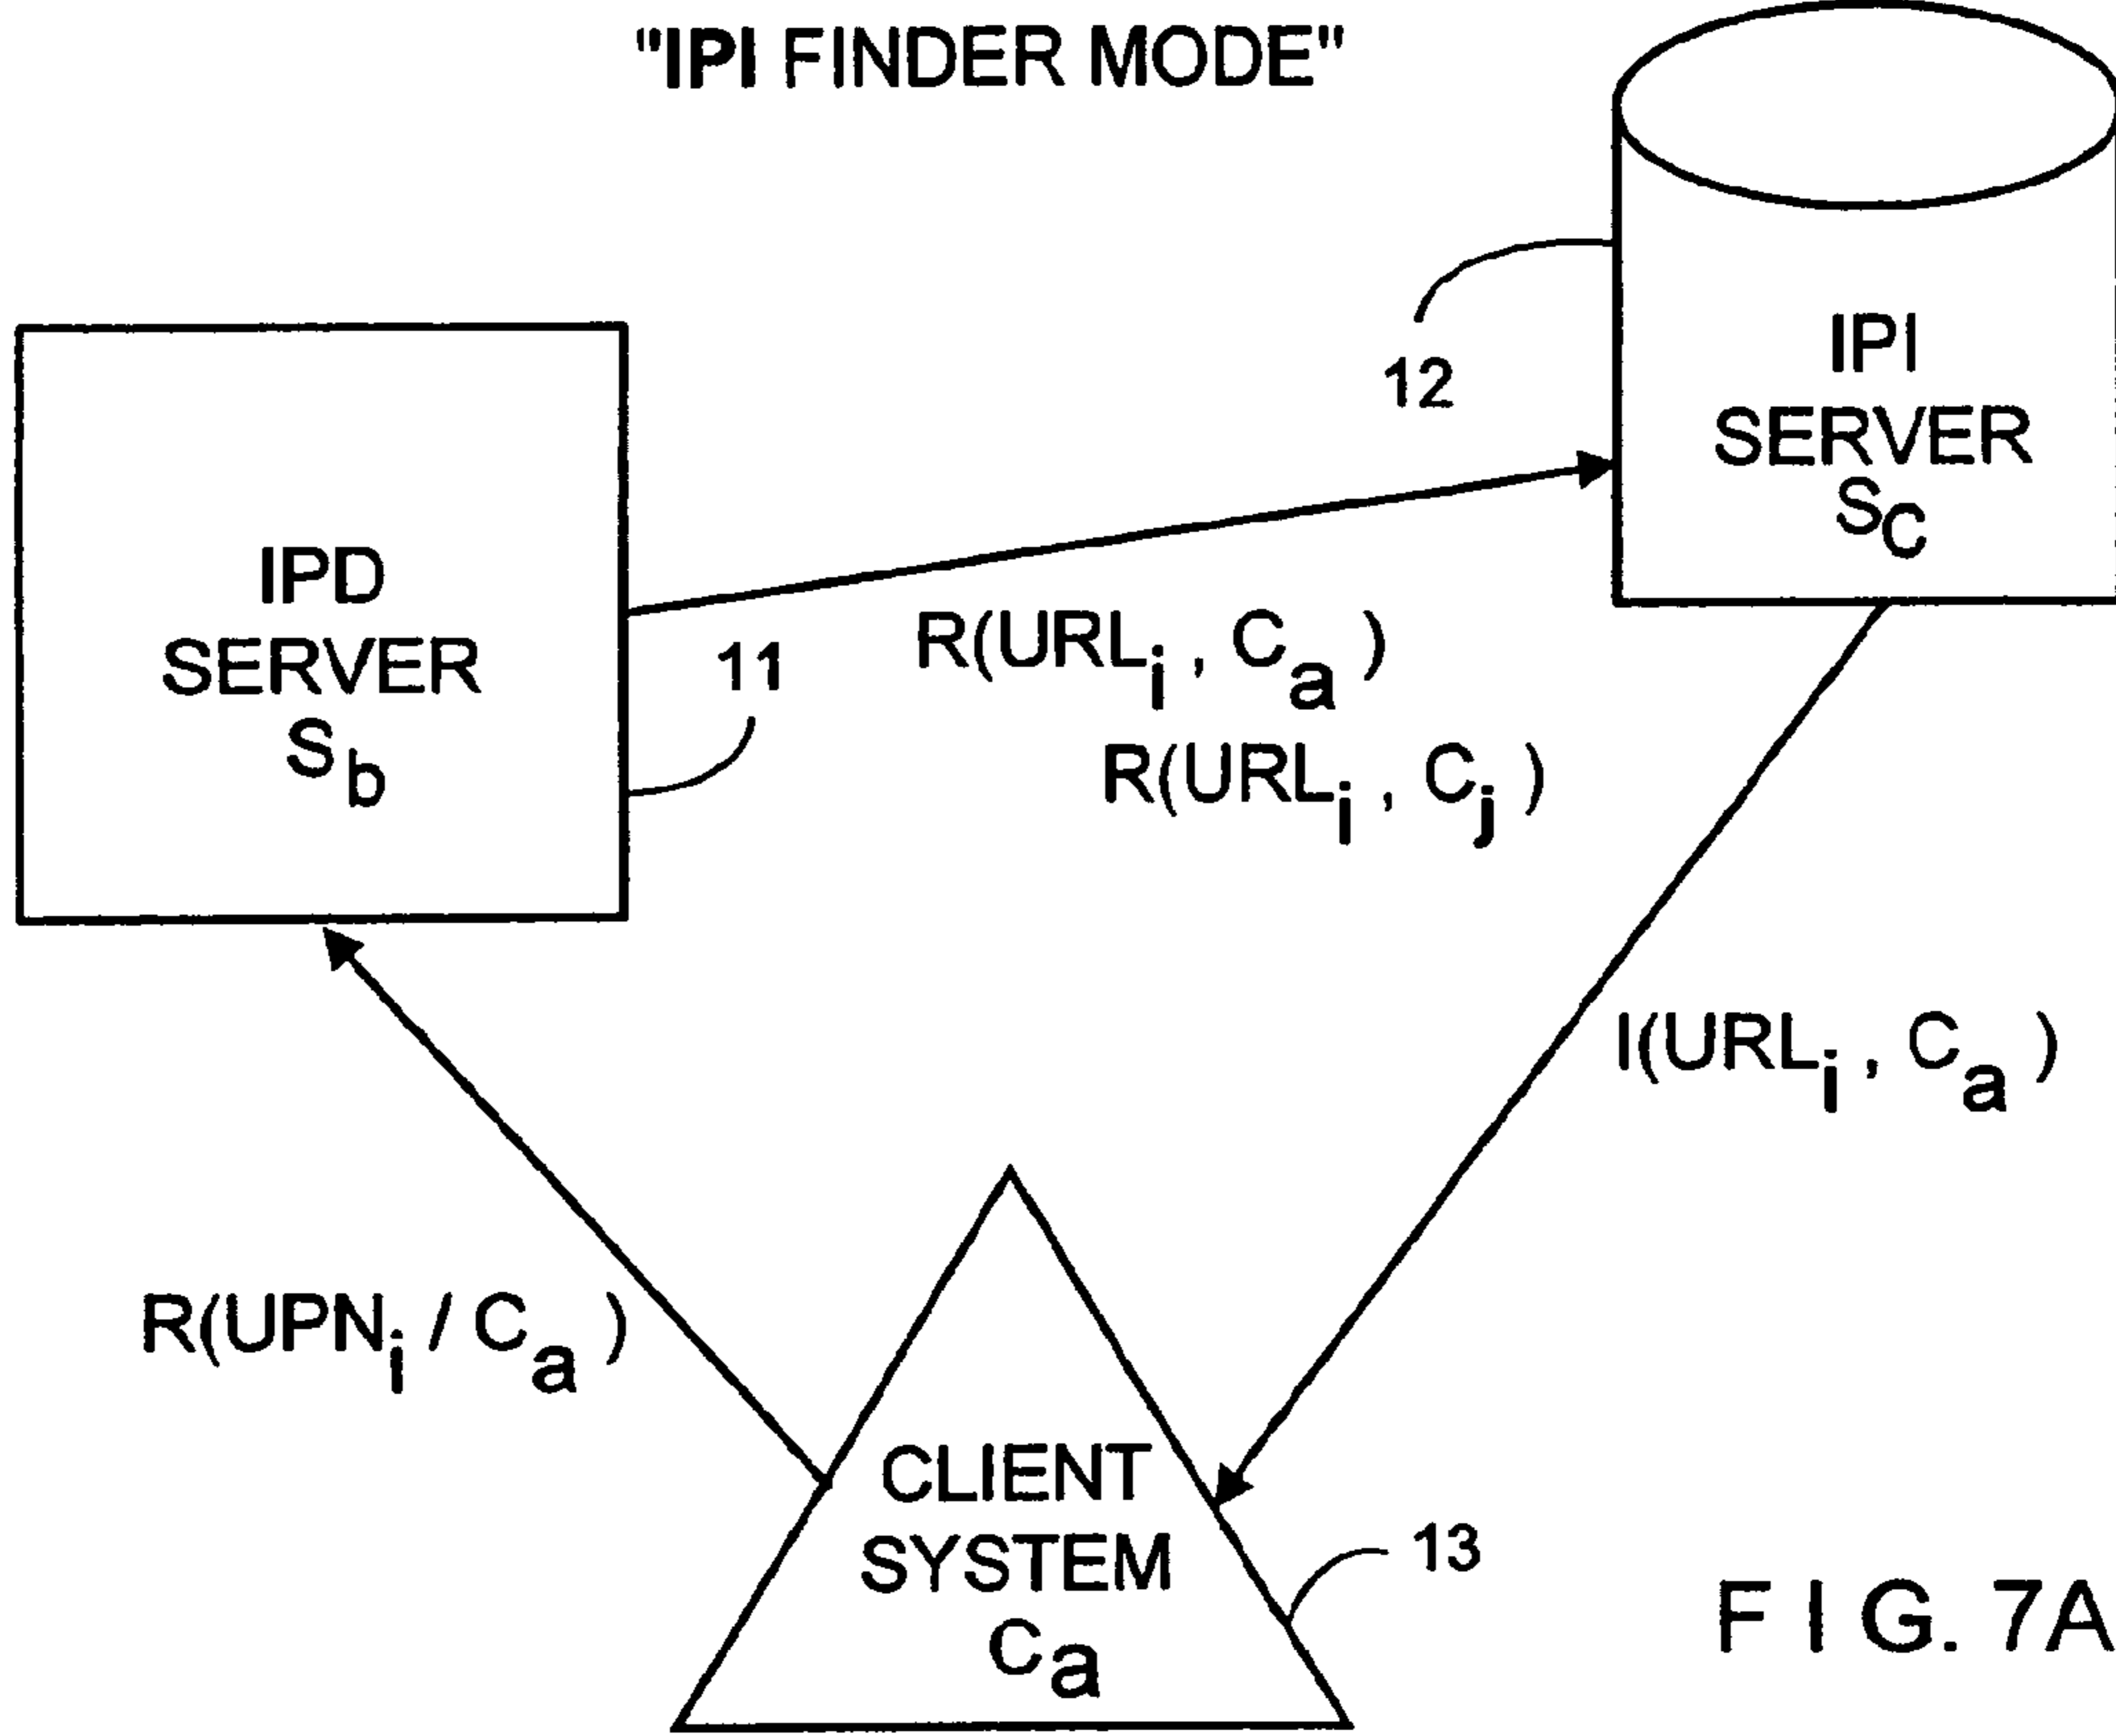 "IPI FINDER MODE"
12
IPI
SERVER
Sc
IPD
SERVER
Sb
11
R(URLi , Ca )
R(URLi , Cj )
I(URLi , Ca )
R(UPNi / Ca )
CLIENT
SYSTEM
Ca
13
F I G. 7A